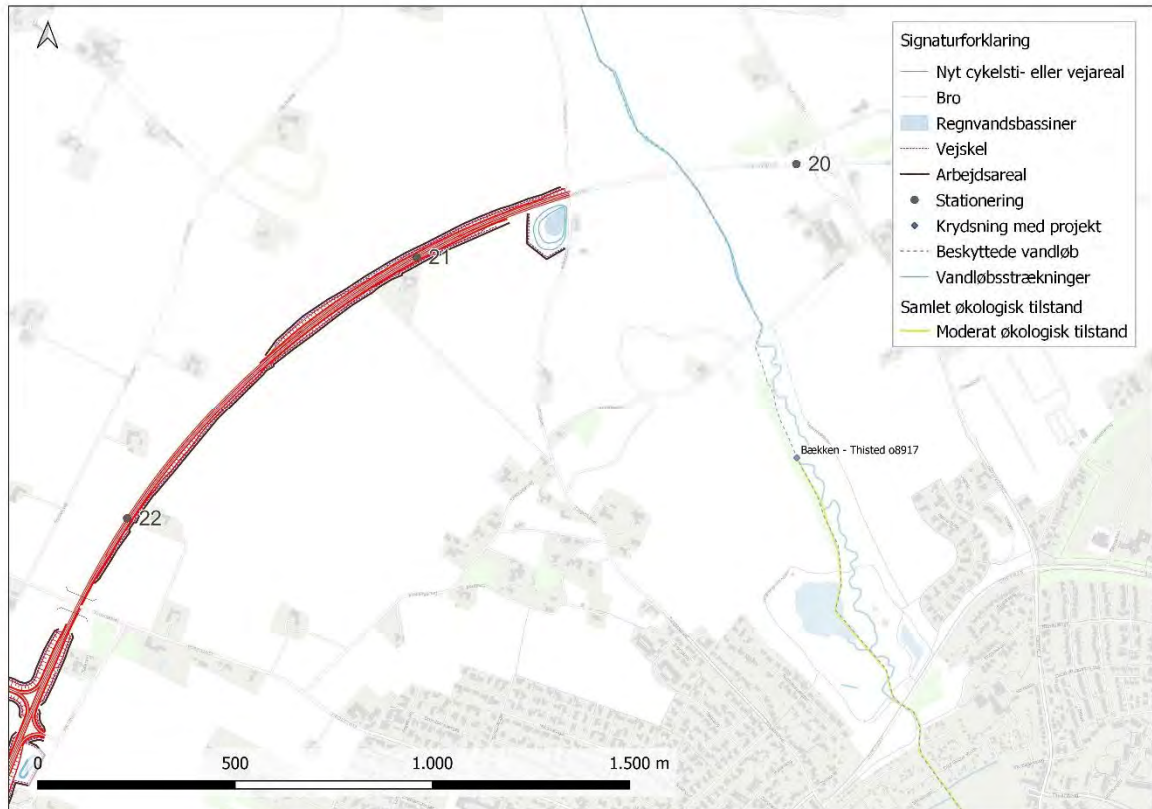 Signaturforklaring
Nyt cykelsti- eller vejareal
Bro
Regnvandsbassiner
Vejskel
Arbejdsareal
Stationering
Krydsning med projekt
Beskyttede vandløb
Vandløbsstrækninger
Samlet økologisk tilstand
Moderat økologisk tilstand
20
21
Bækken - Thisted o8917
22
0 500 1.000 1.500 m